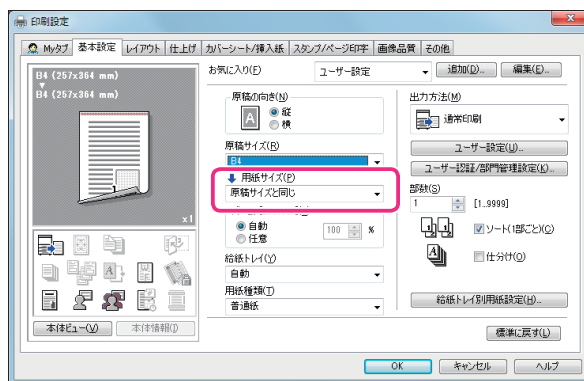 印刷設定
Myタブ 基本設定 レイアウト 仕上げ カバーシート/挿入紙 スタンプ/ページ印字 画像品質 その他
B4 (257x364 mm)
B4 (257x364 mm)
1
x1
本体ビュー(V) 本体情報(I)
お気に入り(F) ユーザー設定 追加(D)... 編集(E)...
原稿の向き(N)
A
縦
横
原稿サイズ(R)
B4
用紙サイズ(P)
原稿サイズと同じ
自動
任意
100 %
給紙トレイ(Y)
自動
用紙種類(T)
普通紙
出力方法(M)
通常印刷
ユーザー設定(U)...
ユーザー認証/部門管理設定(K)...
部数(S)
1 [1..9999]
ソート(1部ごと)(C)
仕分け(O)
給紙トレイ別用紙設定(H)...
標準に戻す(L)
OK キャンセル ヘルプ